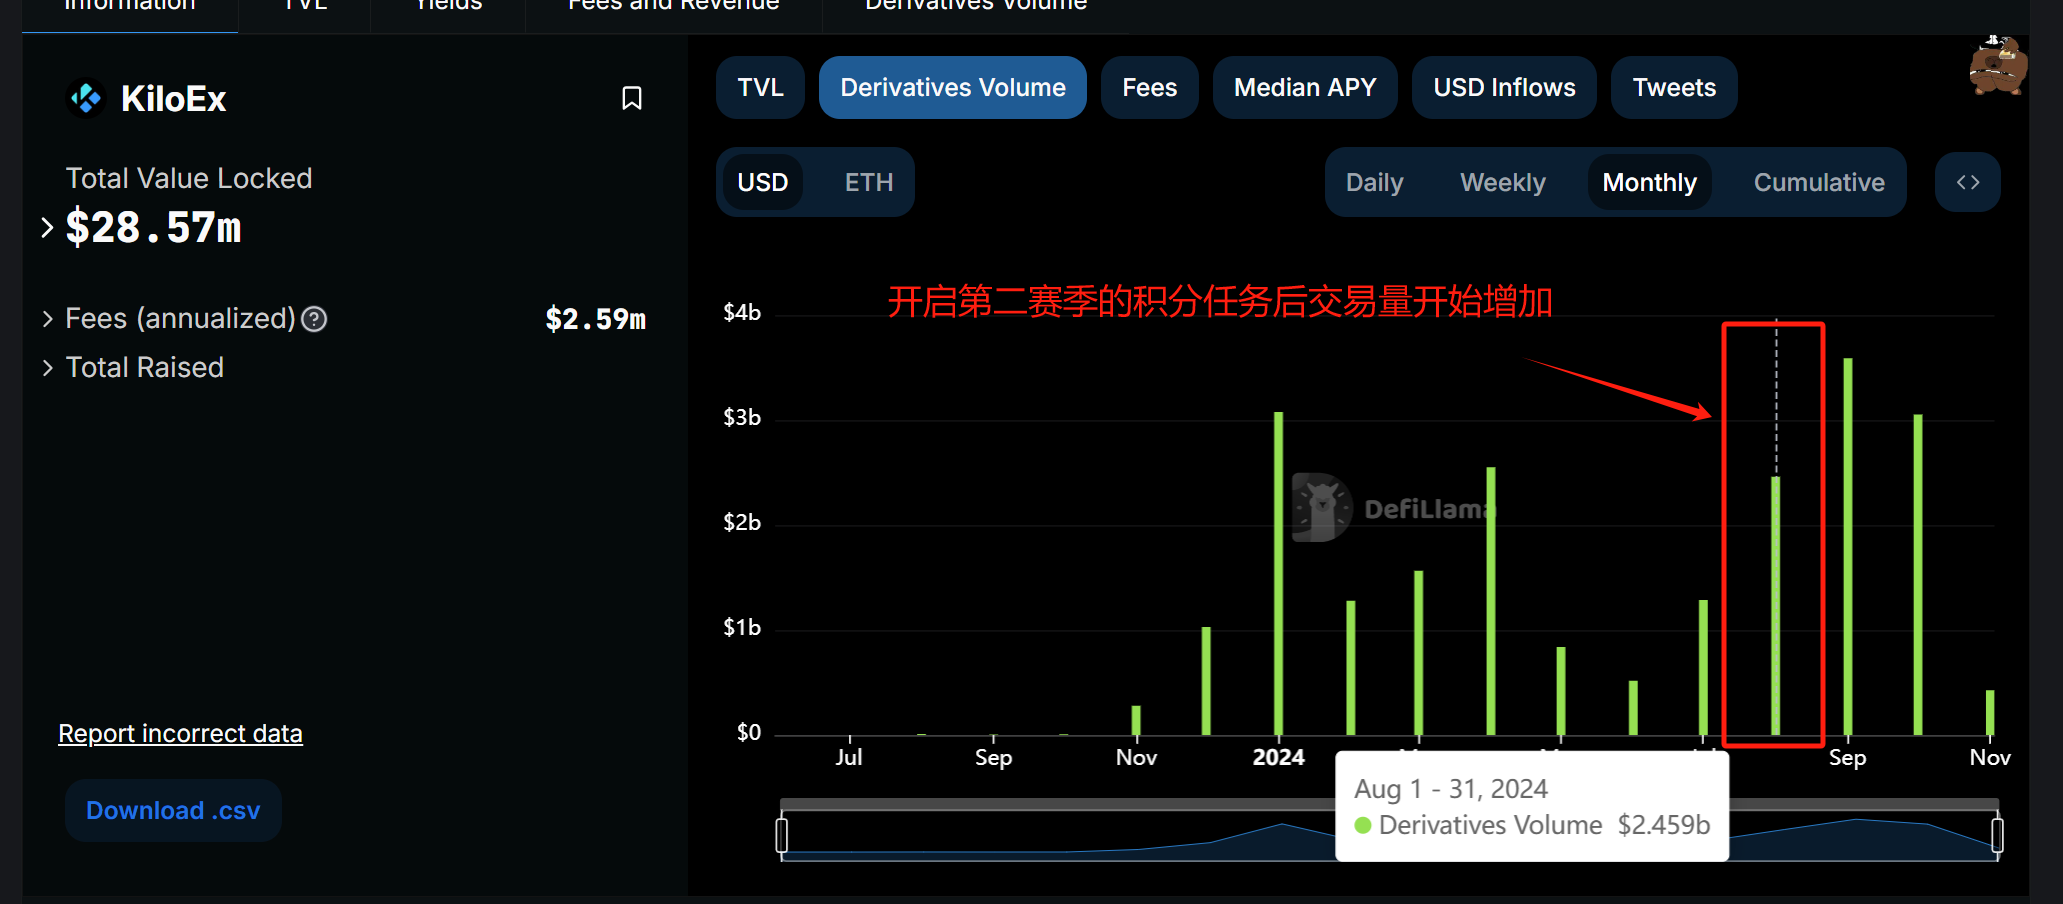 Information TVL Yields Fees and Revenue Derivatives Volume
KiloEx
Total Value Locked
$28.57m
Fees (annualized) ?
$2.59m
Total Raised
Report incorrect data
Download .csv
TVL Derivatives Volume Fees Median APY USD Inflows Tweets
USD ETH
Daily Weekly Monthly Cumulative
开启第二赛季的积分任务后交易量开始增加
$4b
$3b
$2b
$1b
$0
DefiLlama
Jul Sep Nov 2024 Sep Nov
Aug 1 - 31, 2024
Derivatives Volume $2.459b